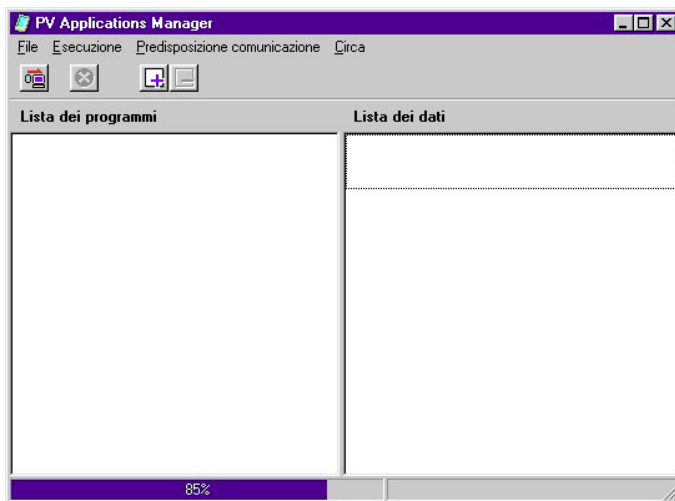 PV Applications Manager
File Esecuzione Predisposizione comunicazione Circa
Lista dei programmi Lista dei dati
85%